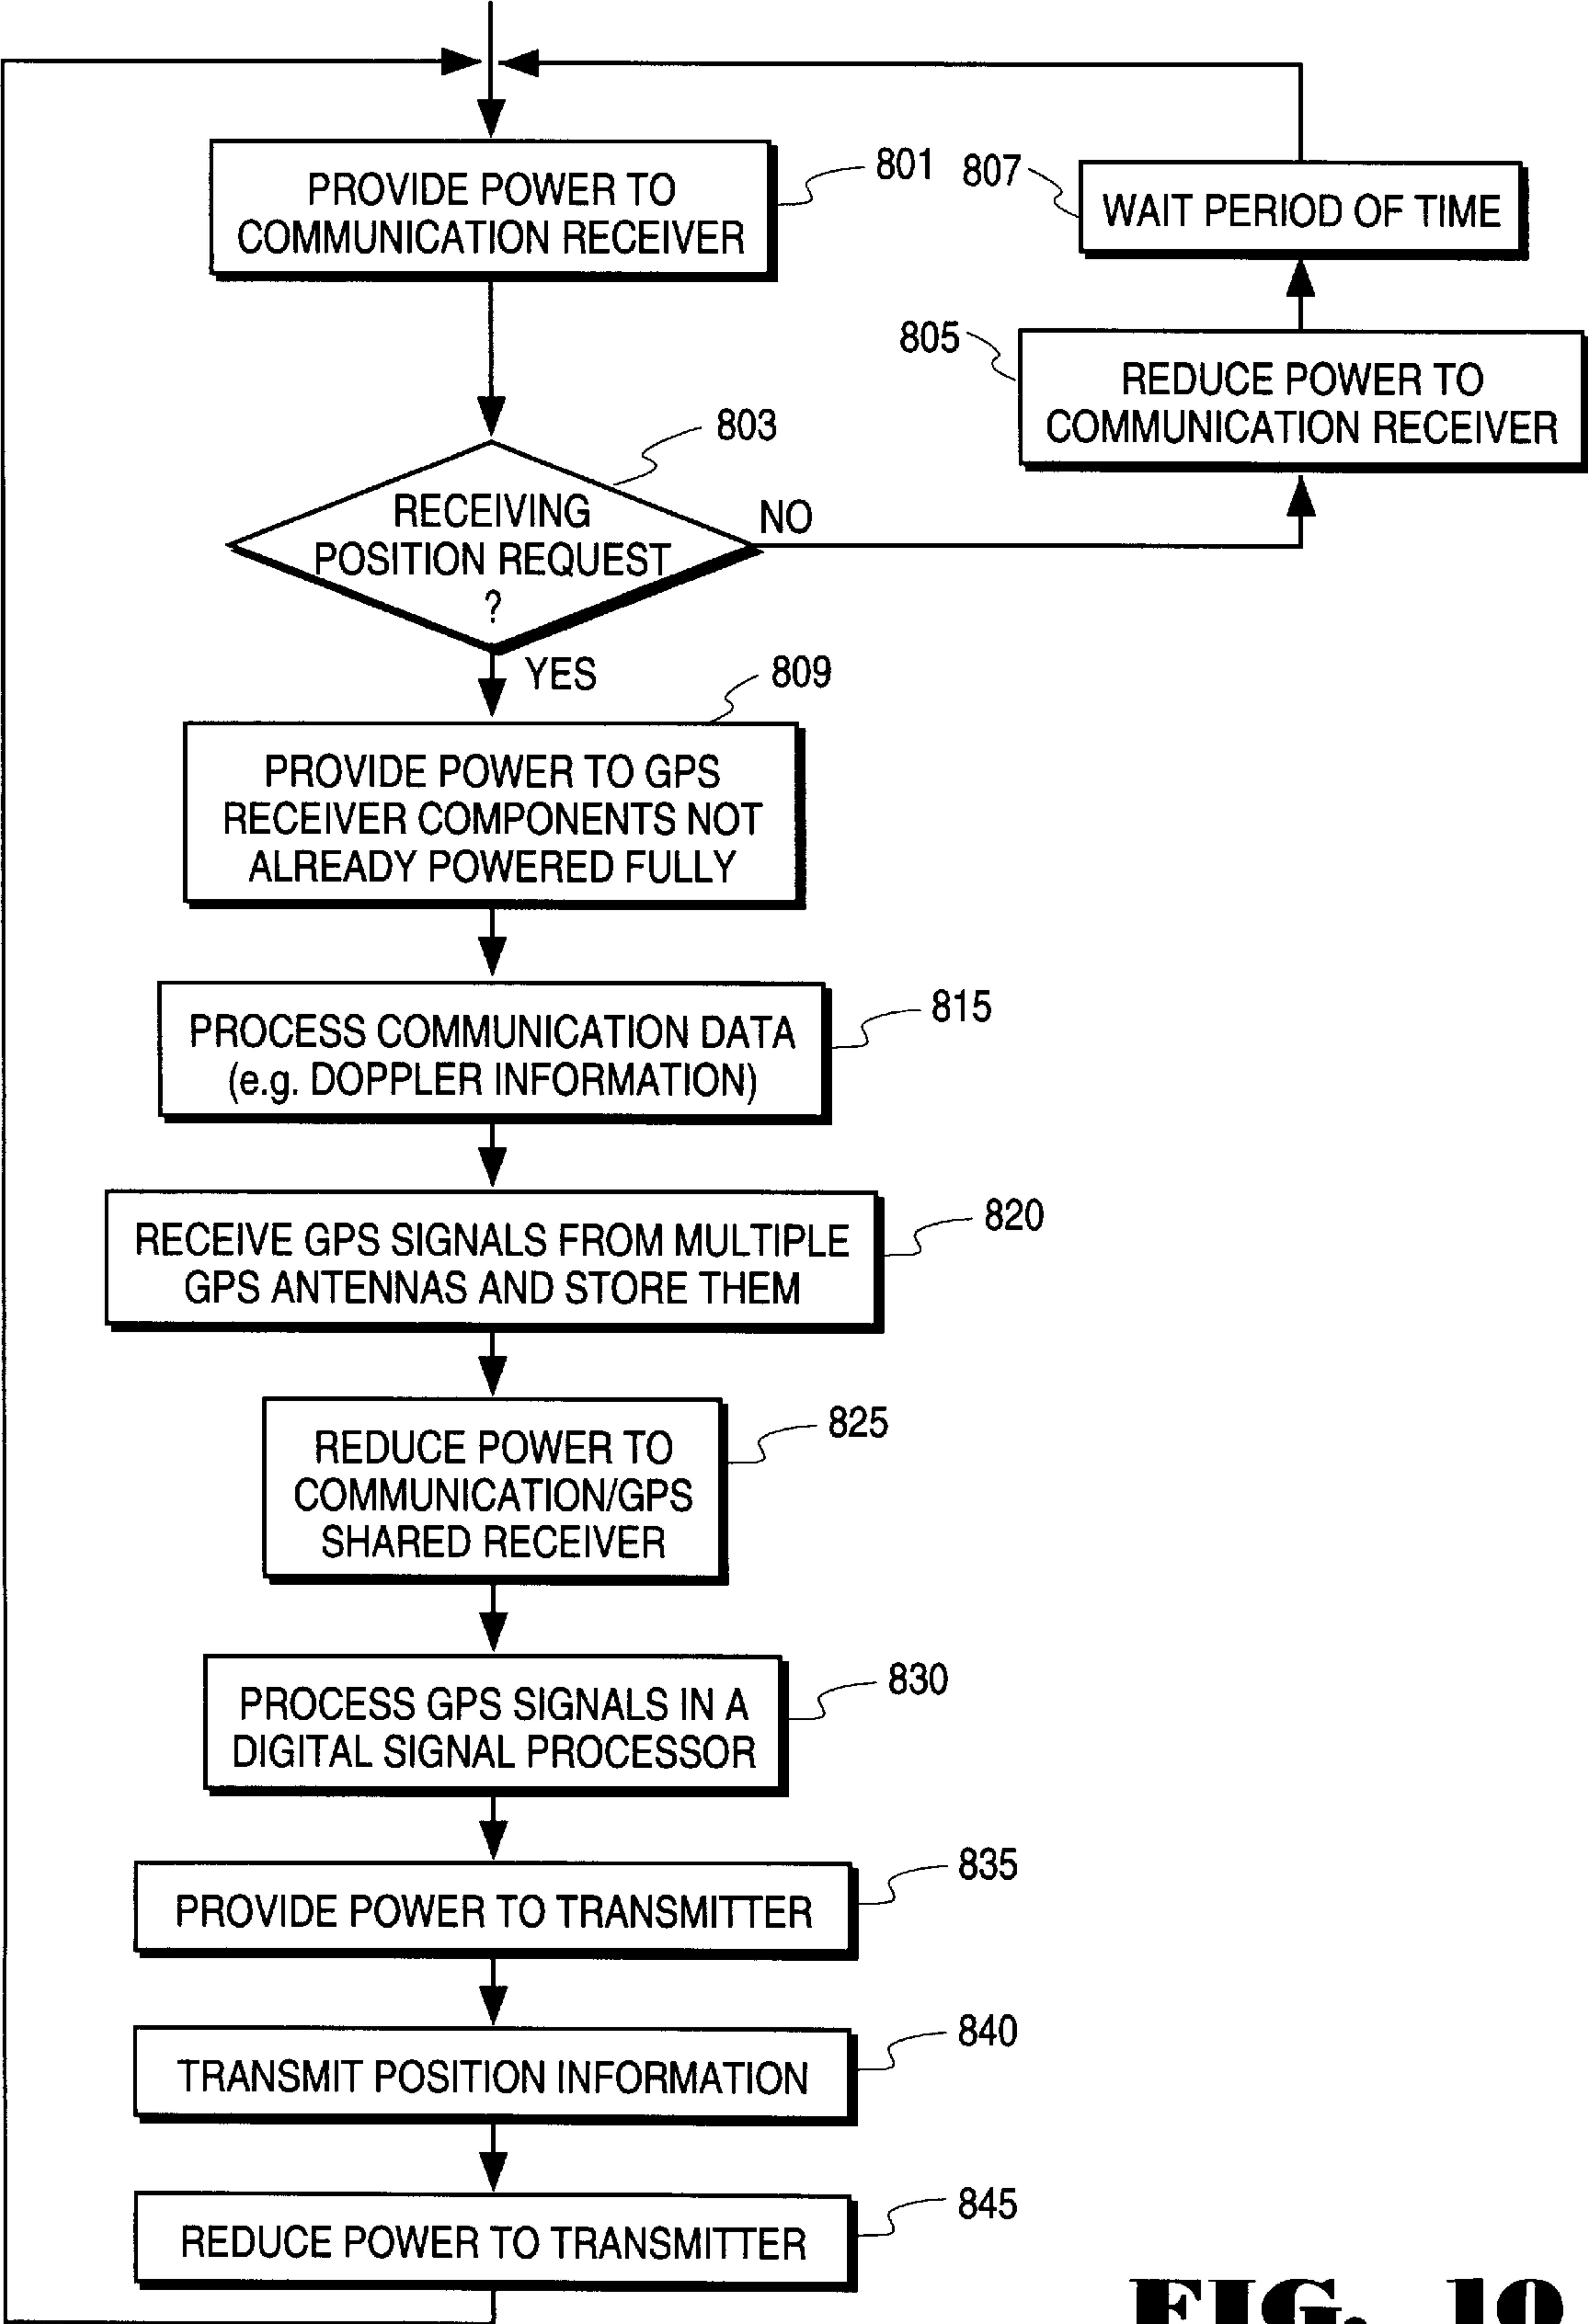 PROVIDE POWER TO
COMMUNICATION RECEIVER
801
807
WAIT PERIOD OF TIME
805
REDUCE POWER TO
COMMUNICATION RECEIVER
803
RECEIVING
POSITION REQUEST
?
NO
YES
809
PROVIDE POWER TO GPS
RECEIVER COMPONENTS NOT
ALREADY POWERED FULLY
815
PROCESS COMMUNICATION DATA
(e.g. DOPPLER INFORMATION)
820
RECEIVE GPS SIGNALS FROM MULTIPLE
GPS ANTENNAS AND STORE THEM
825
REDUCE POWER TO
COMMUNICATION/GPS
SHARED RECEIVER
830
PROCESS GPS SIGNALS IN A
DIGITAL SIGNAL PROCESSOR
835
PROVIDE POWER TO TRANSMITTER
840
TRANSMIT POSITION INFORMATION
845
REDUCE POWER TO TRANSMITTER
FIG. 10